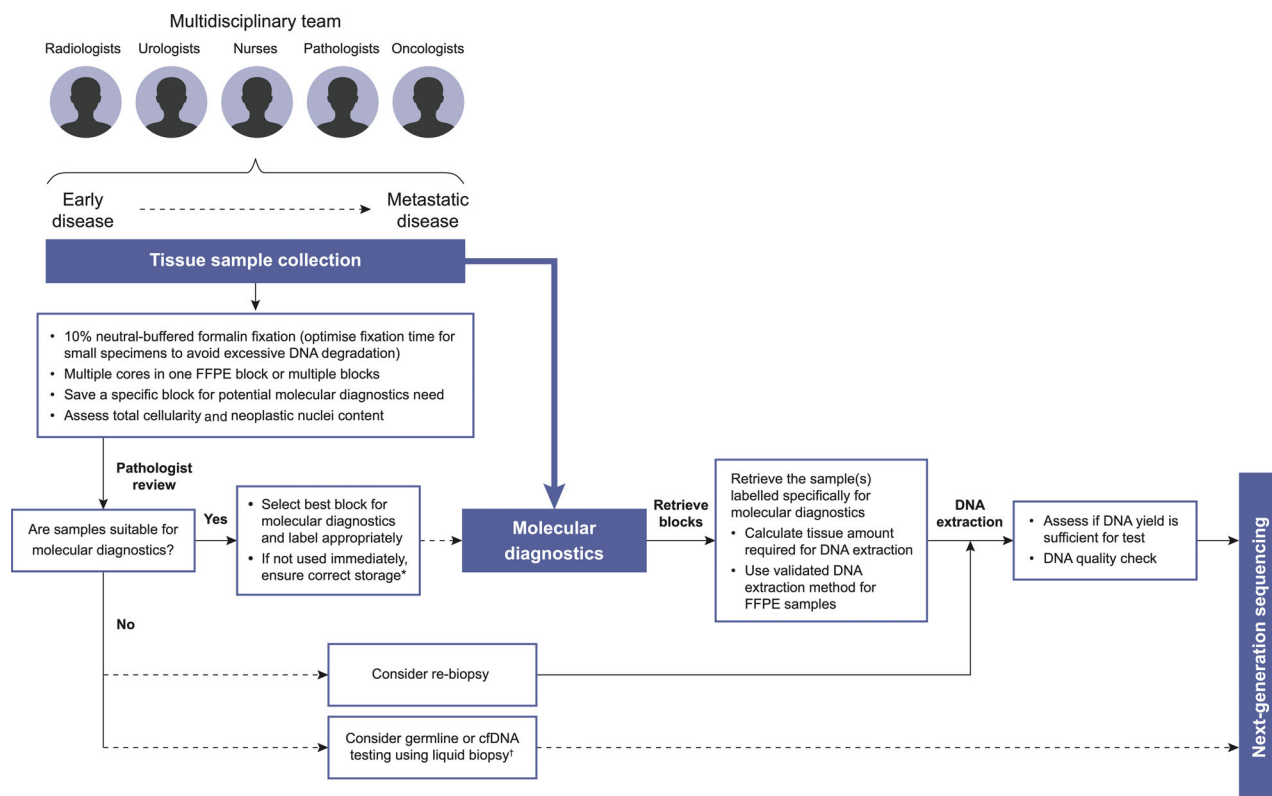 Multidisciplinary team
Radiologists Urologists Nurses Pathologists Oncologists
Early
disease
Metastatic
disease
Tissue sample collection
• 10% neutral-buffered formalin fixation (optimise fixation time for
small specimens to avoid excessive DNA degradation)
• Multiple cores in one FFPE block or multiple blocks
• Save a specific block for potential molecular diagnostics need
• Assess total cellularity and neoplastic nuclei content
Pathologist
review
Are samples suitable for
molecular diagnostics?
Yes
• Select best block for
molecular diagnostics
and label appropriately
• If not used immediately,
ensure correct storage*
Molecular
diagnostics
Retrieve
blocks
Retrieve the sample(s)
labelled specifically for
molecular diagnostics
• Calculate tissue amount
required for DNA extraction
• Use validated DNA
extraction method for
FFPE samples
DNA
extraction
• Assess if DNA yield is
sufficient for test
• DNA quality check
Next-generation sequencing
No
Consider re-biopsy
Consider germline or cfDNA
testing using liquid biopsy†